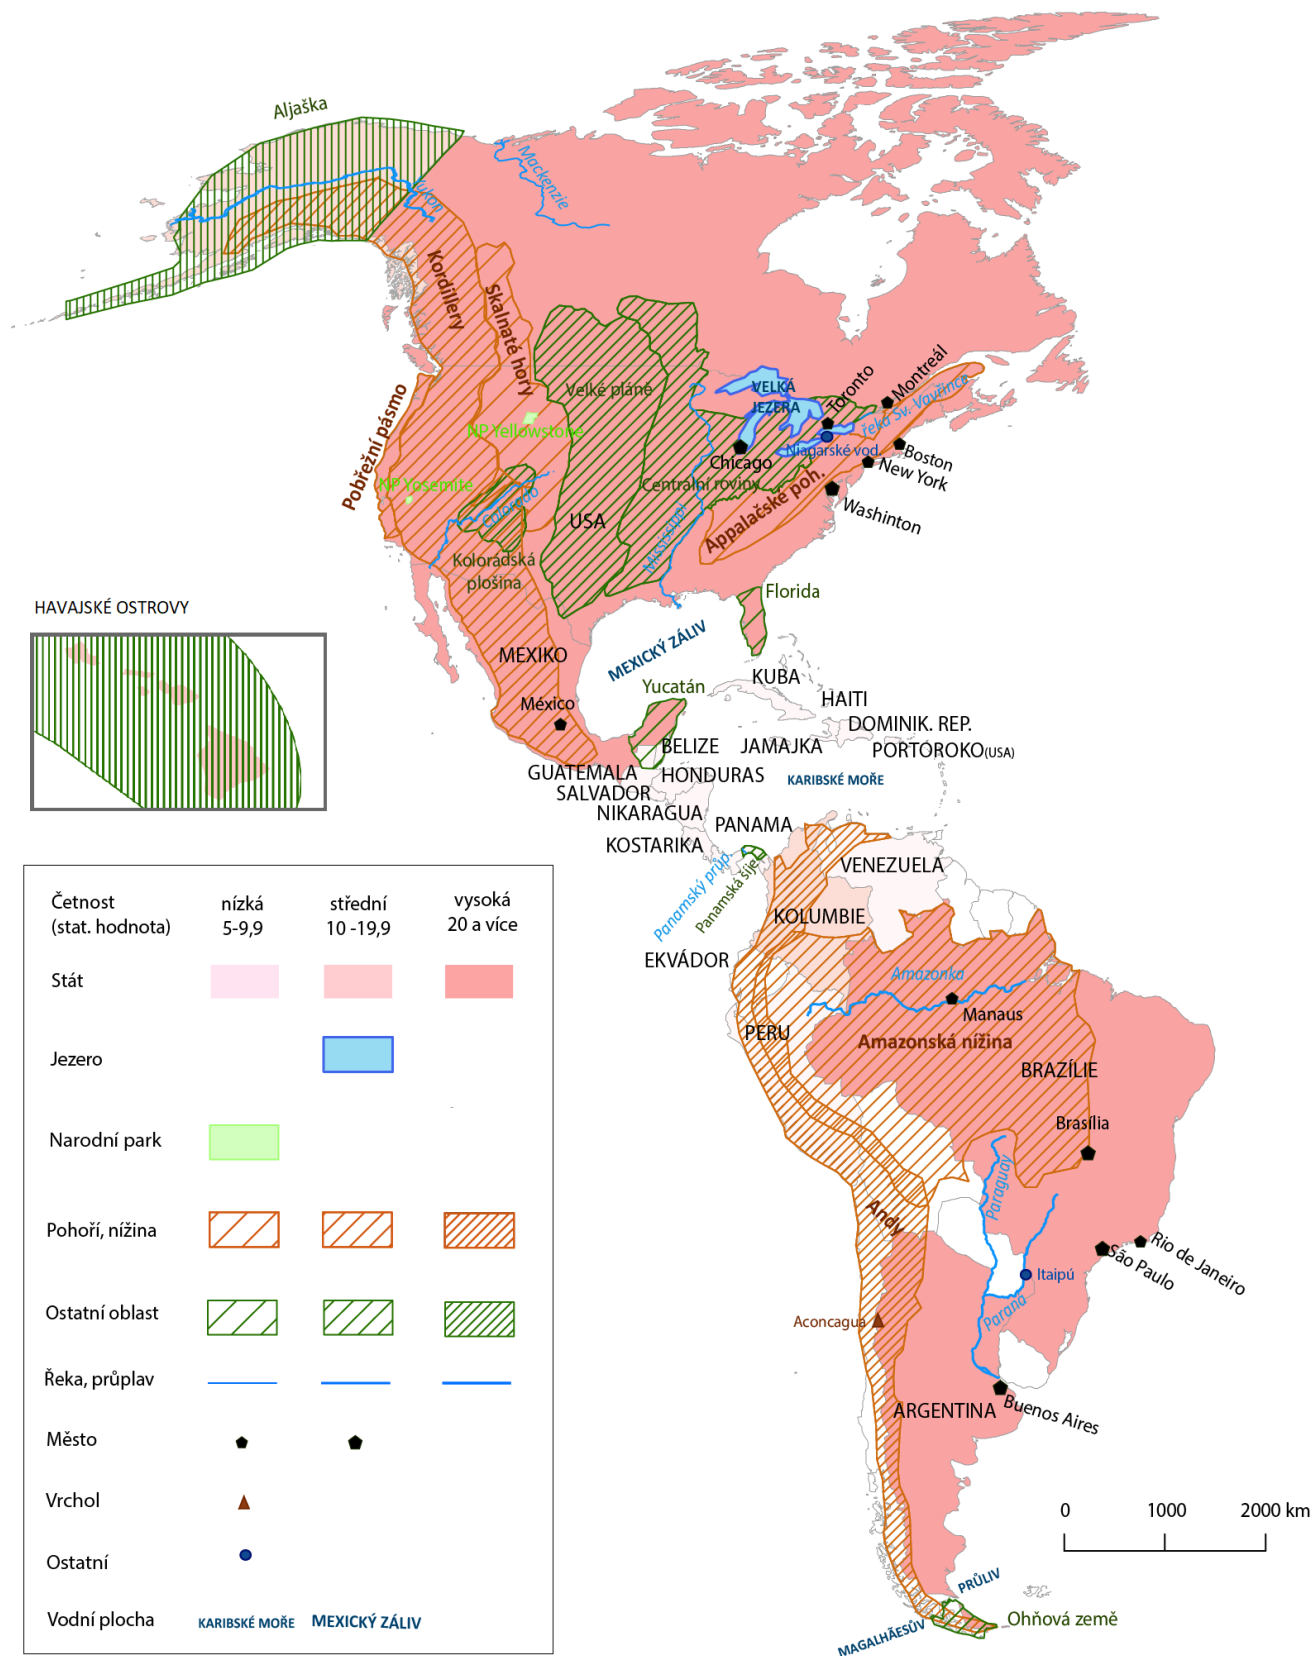 Aljaška
Mackenzie
Yukon
Kordillery
Skalnaté hory
Pobřežní pásmo
Velké pláně
VELKÁ
JEZERA
Toronto
Montreál
řeka Sv. Vavřince
NP Yellowstone
Niagarské vod.
Boston
Chicago
New York
NP Yosemite
Centrální roviny
Colorado
Appalačské poh.
Washinton
USA
Mississipi
Kolorádská
plošina
Florida
HAVAJSKÉ OSTROVY
MEXICKÝ ZÁLIV
MEXIKO
KUBA
Yucatán
HAITI
México
DOMINIK. REP.
BELIZE
JAMAJKA
PORTOROKO(USA)
GUATEMALA
HONDURAS
KARIBSKÉ MOŘE
SALVADOR
NIKARAGUA
PANAMA
KOSTARIKA
Panamský průp.
Panamská šíje
VENEZUELA
KOLUMBIE
EKVÁDOR
Amazonka
Manaus
PERU
Amazonská nížina
BRAZÍLIE
Brasília
Paraguay
Andy
Rio de Janeiro
São Paulo
Itaipú
Paraná
Aconcagua
Buenos Aires
ARGENTINA
0 1000 2000 km
PRŮLIV
Ohňová země
MAGALHÃESŮV
Četnost
(stat. hodnota)
nízká
5-9,9
střední
10 -19,9
vysoká
20 a více
Stát
Jezero
Narodní park
Pohoří, nížina
Ostatní oblast
Řeka, průplav
Město
Vrchol
Ostatní
Vodní plocha
KARIBSKÉ MOŘE
MEXICKÝ ZÁLIV